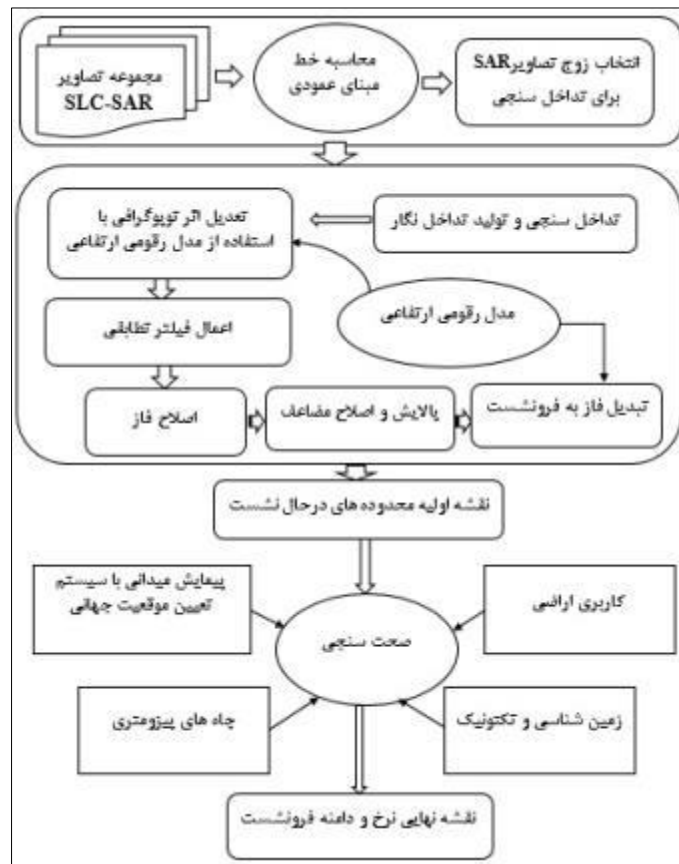 مجموعه تصاویر
SLC-SAR
محاسبه خط
مبنای عمودی
انتخاب زوج تصاویر SAR
برای تداخل سنجی
تداخل سنجی و تولید تداخل نگار
تعدیل اثر توپوگرافی با
استفاده از مدل رقومی ارتفاعی
مدل رقومی ارتفاعی
اعمال فیلتر تطابقی
اصلاح فاز
پالایش و اصلاح مضاعف
تبدیل فاز به فرونشست
نقشه اولیه محدوده های درحال نشست
پیمایش میدانی با سیستم
تعیین موقعیت جهانی
کاربری اراضی
صحت سنجی
چاه های پیزومتری
زمین شناسی و تکتونیک
نقشه نهایی نرخ و دامنه فرونشست